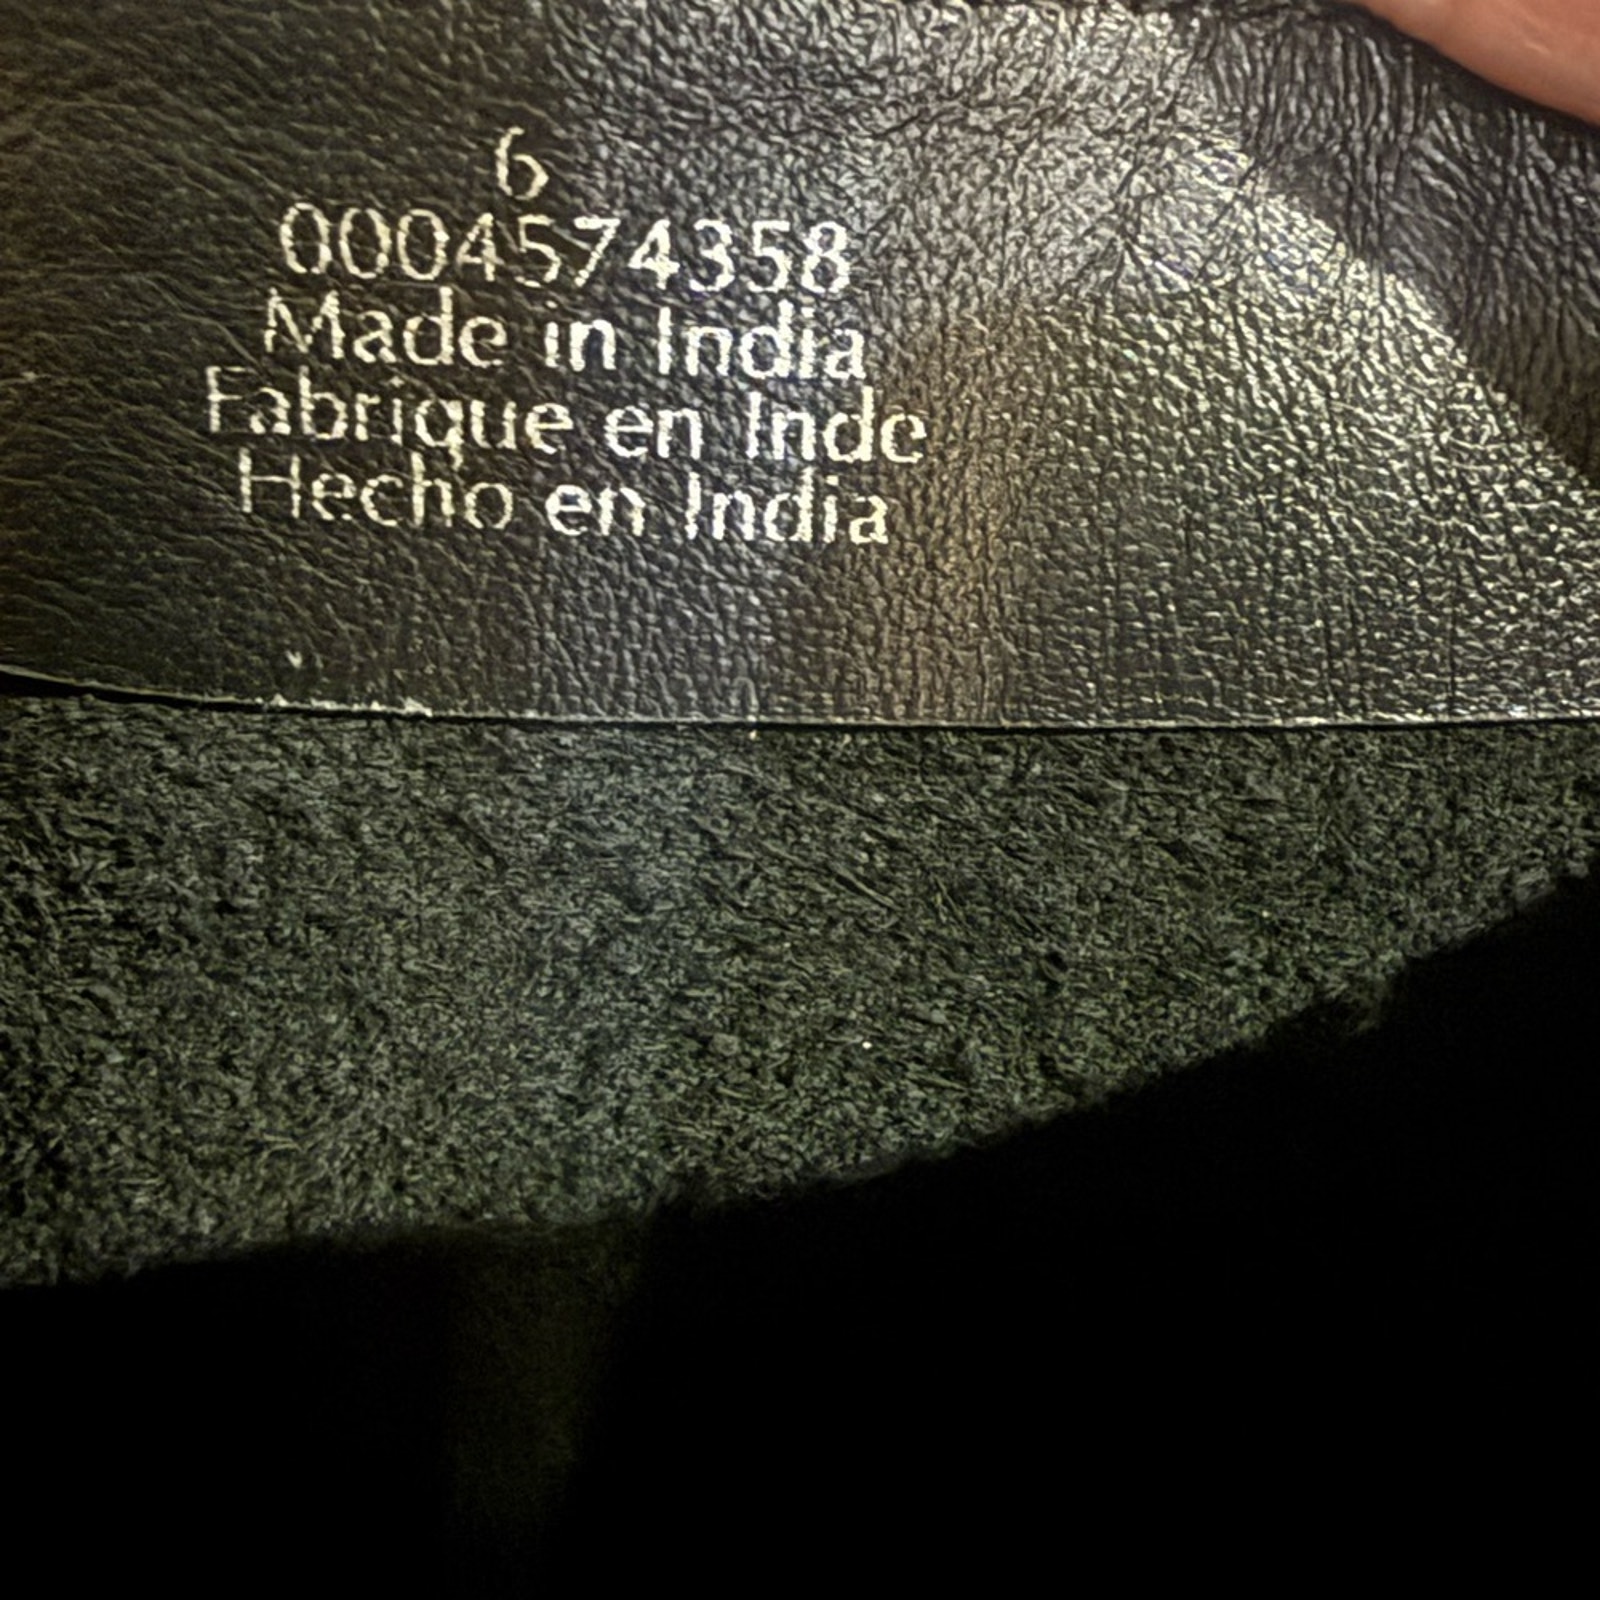 6
0004574358
Made in India
Fabrique en Inde
Hecho en India